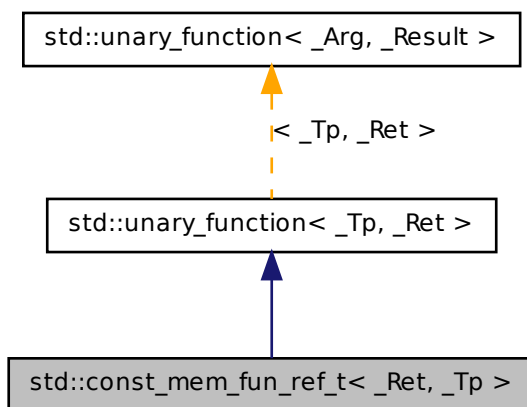 std::unary_function< _Arg, _Result >
< _Tp, _Ret >
std::unary_function< _Tp, _Ret >
std::const_mem_fun_ref_t< _Ret, _Tp >